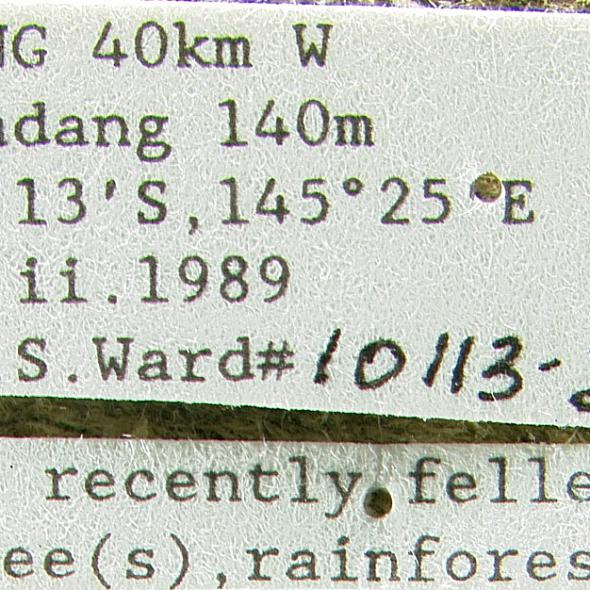 NG 40km W
adang 140m
13'S,145°25'E
ii.1989
S.Ward#10113-
recently felle
ee(s),rainfores